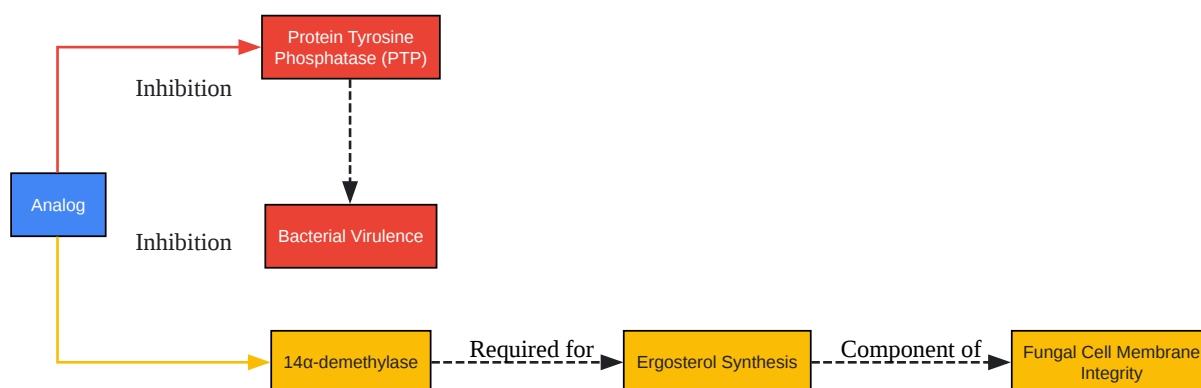 Protein Tyrosine
Phosphatase (PTP)
Inhibition
Analog
Bacterial Virulence
Inhibition
14α-demethylase
Required for
Ergosterol Synthesis
Component of
Fungal Cell Membrane
Integrity